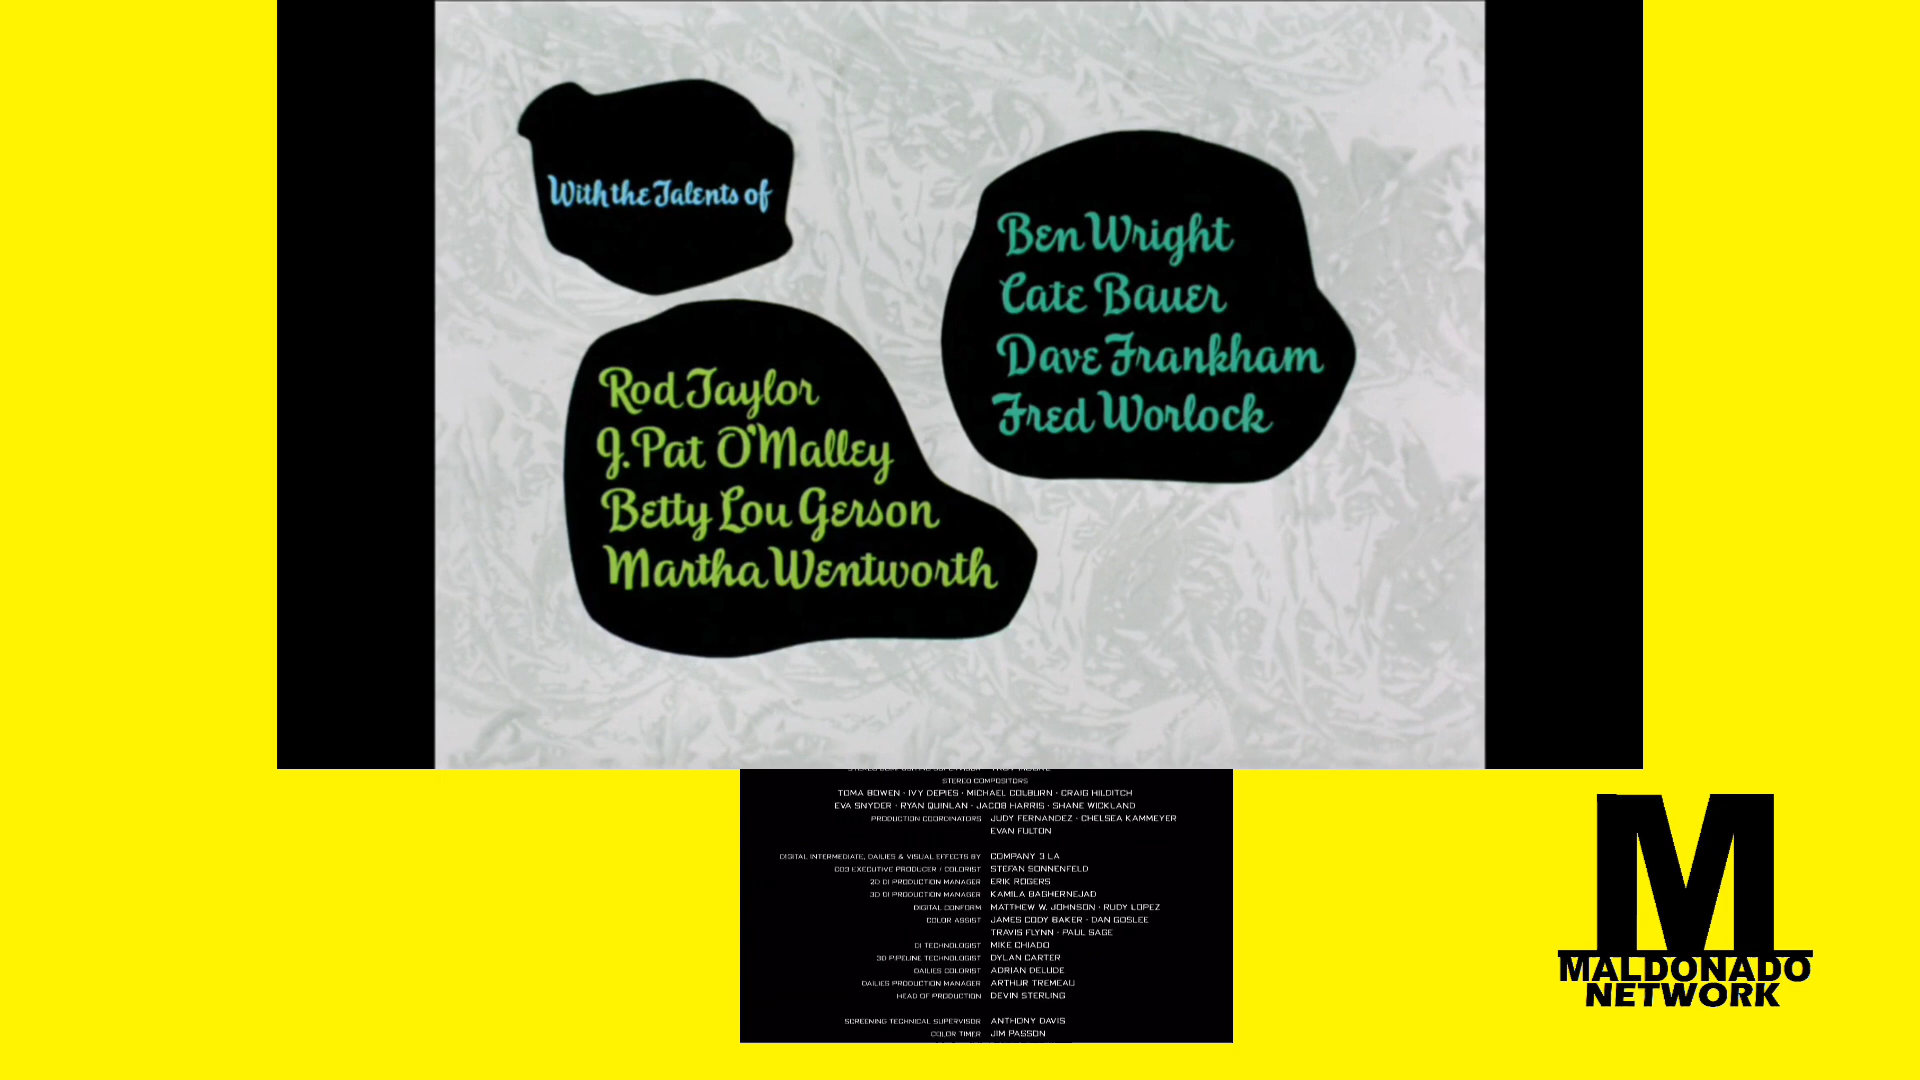 With the Talents of
Rod Taylor
J. Pat O'Malley
Betty Lou Gerson
Martha Wentworth
Ben Wright
Cate Bauer
Dave Frankham
Fred Worlock
STEREO COMPOSITORS
TOMA BOWEN · IVY DEPIES · MICHAEL COLBURN · CRAIG HILDITCH
EVA SNYDER · RYAN QUINLAN · JACOB HARRIS · SHANE WICKLAND
PRODUCTION COORDINATORS JUDY FERNANDEZ · CHELSEA KAMMEYER
EVAN FULTON
DIGITAL INTERMEDIATE, DAILIES & VISUAL EFFECTS BY COMPANY 3 LA
CO3 EXECUTIVE PRODUCER / COLORIST STEFAN SONNENFELD
2D DI PRODUCTION MANAGER ERIK ROGERS
3D DI PRODUCTION MANAGER KAMILA BAGHERNEJAD
DIGITAL CONFORM MATTHEW W. JOHNSON · RUDY LOPEZ
COLOR ASSIST JAMES CODY BAKER · DAN GOSLEE
TRAVIS FLYNN · PAUL SAGE
DI TECHNOLOGIST MIKE CHIADO
3D PIPELINE TECHNOLOGIST DYLAN CARTER
DAILIES COLORIST ADRIAN DELUDE
DAILIES PRODUCTION MANAGER ARTHUR TREMEAU
HEAD OF PRODUCTION DEVIN STERLING
SCREENING TECHNICAL SUPERVISOR ANTHONY DAVIS
COLOR TIMER JIM PASSON
M
MALDONADO
NETWORK